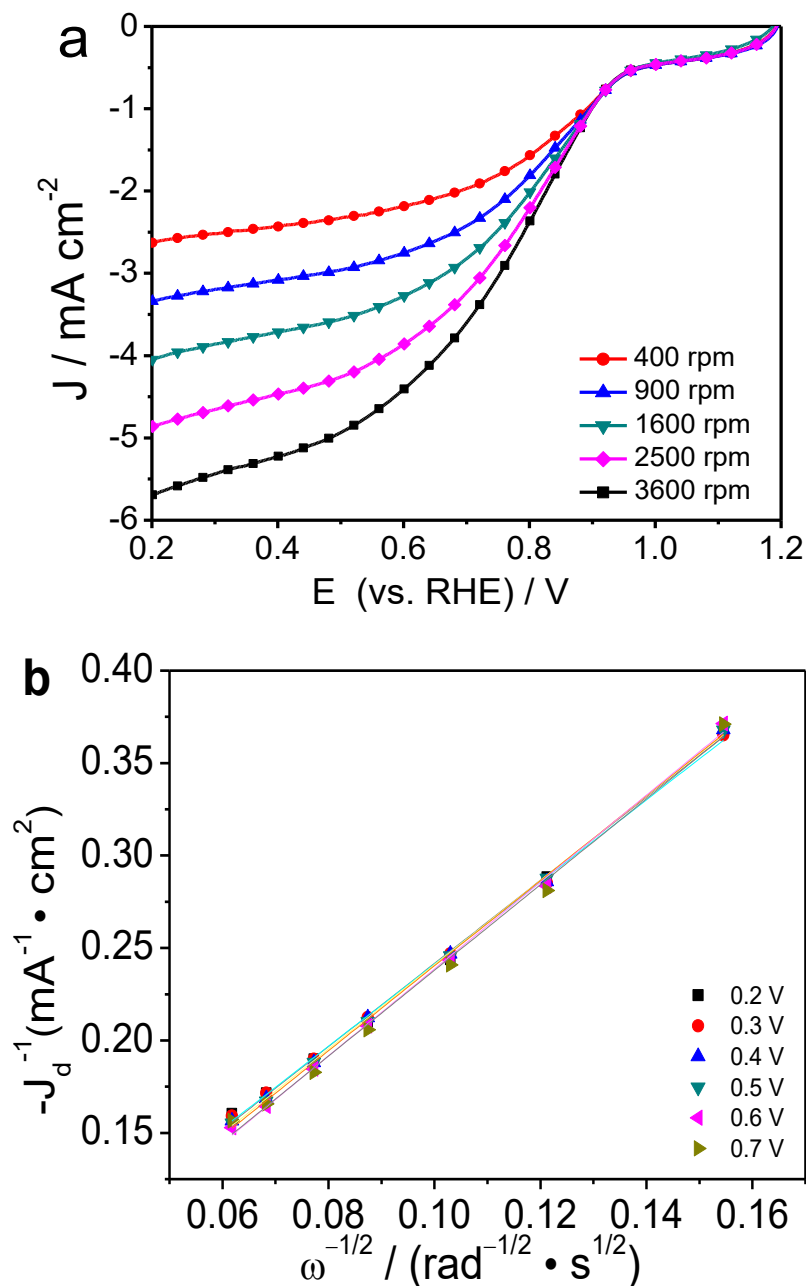 a
0
-1
-2
-3
-4
-5
-6
J / mA cm⁻²
400 rpm
900 rpm
1600 rpm
2500 rpm
3600 rpm
0.2 0.4 0.6 0.8 1.0 1.2
E (vs. RHE) / V
b
0.40
0.35
0.30
0.25
0.20
0.15
-J_d⁻¹(mA⁻¹ • cm²)
0.2 V
0.3 V
0.4 V
0.5 V
0.6 V
0.7 V
0.06 0.08 0.10 0.12 0.14 0.16
ω⁻¹/² / (rad⁻¹/² • s¹/²)